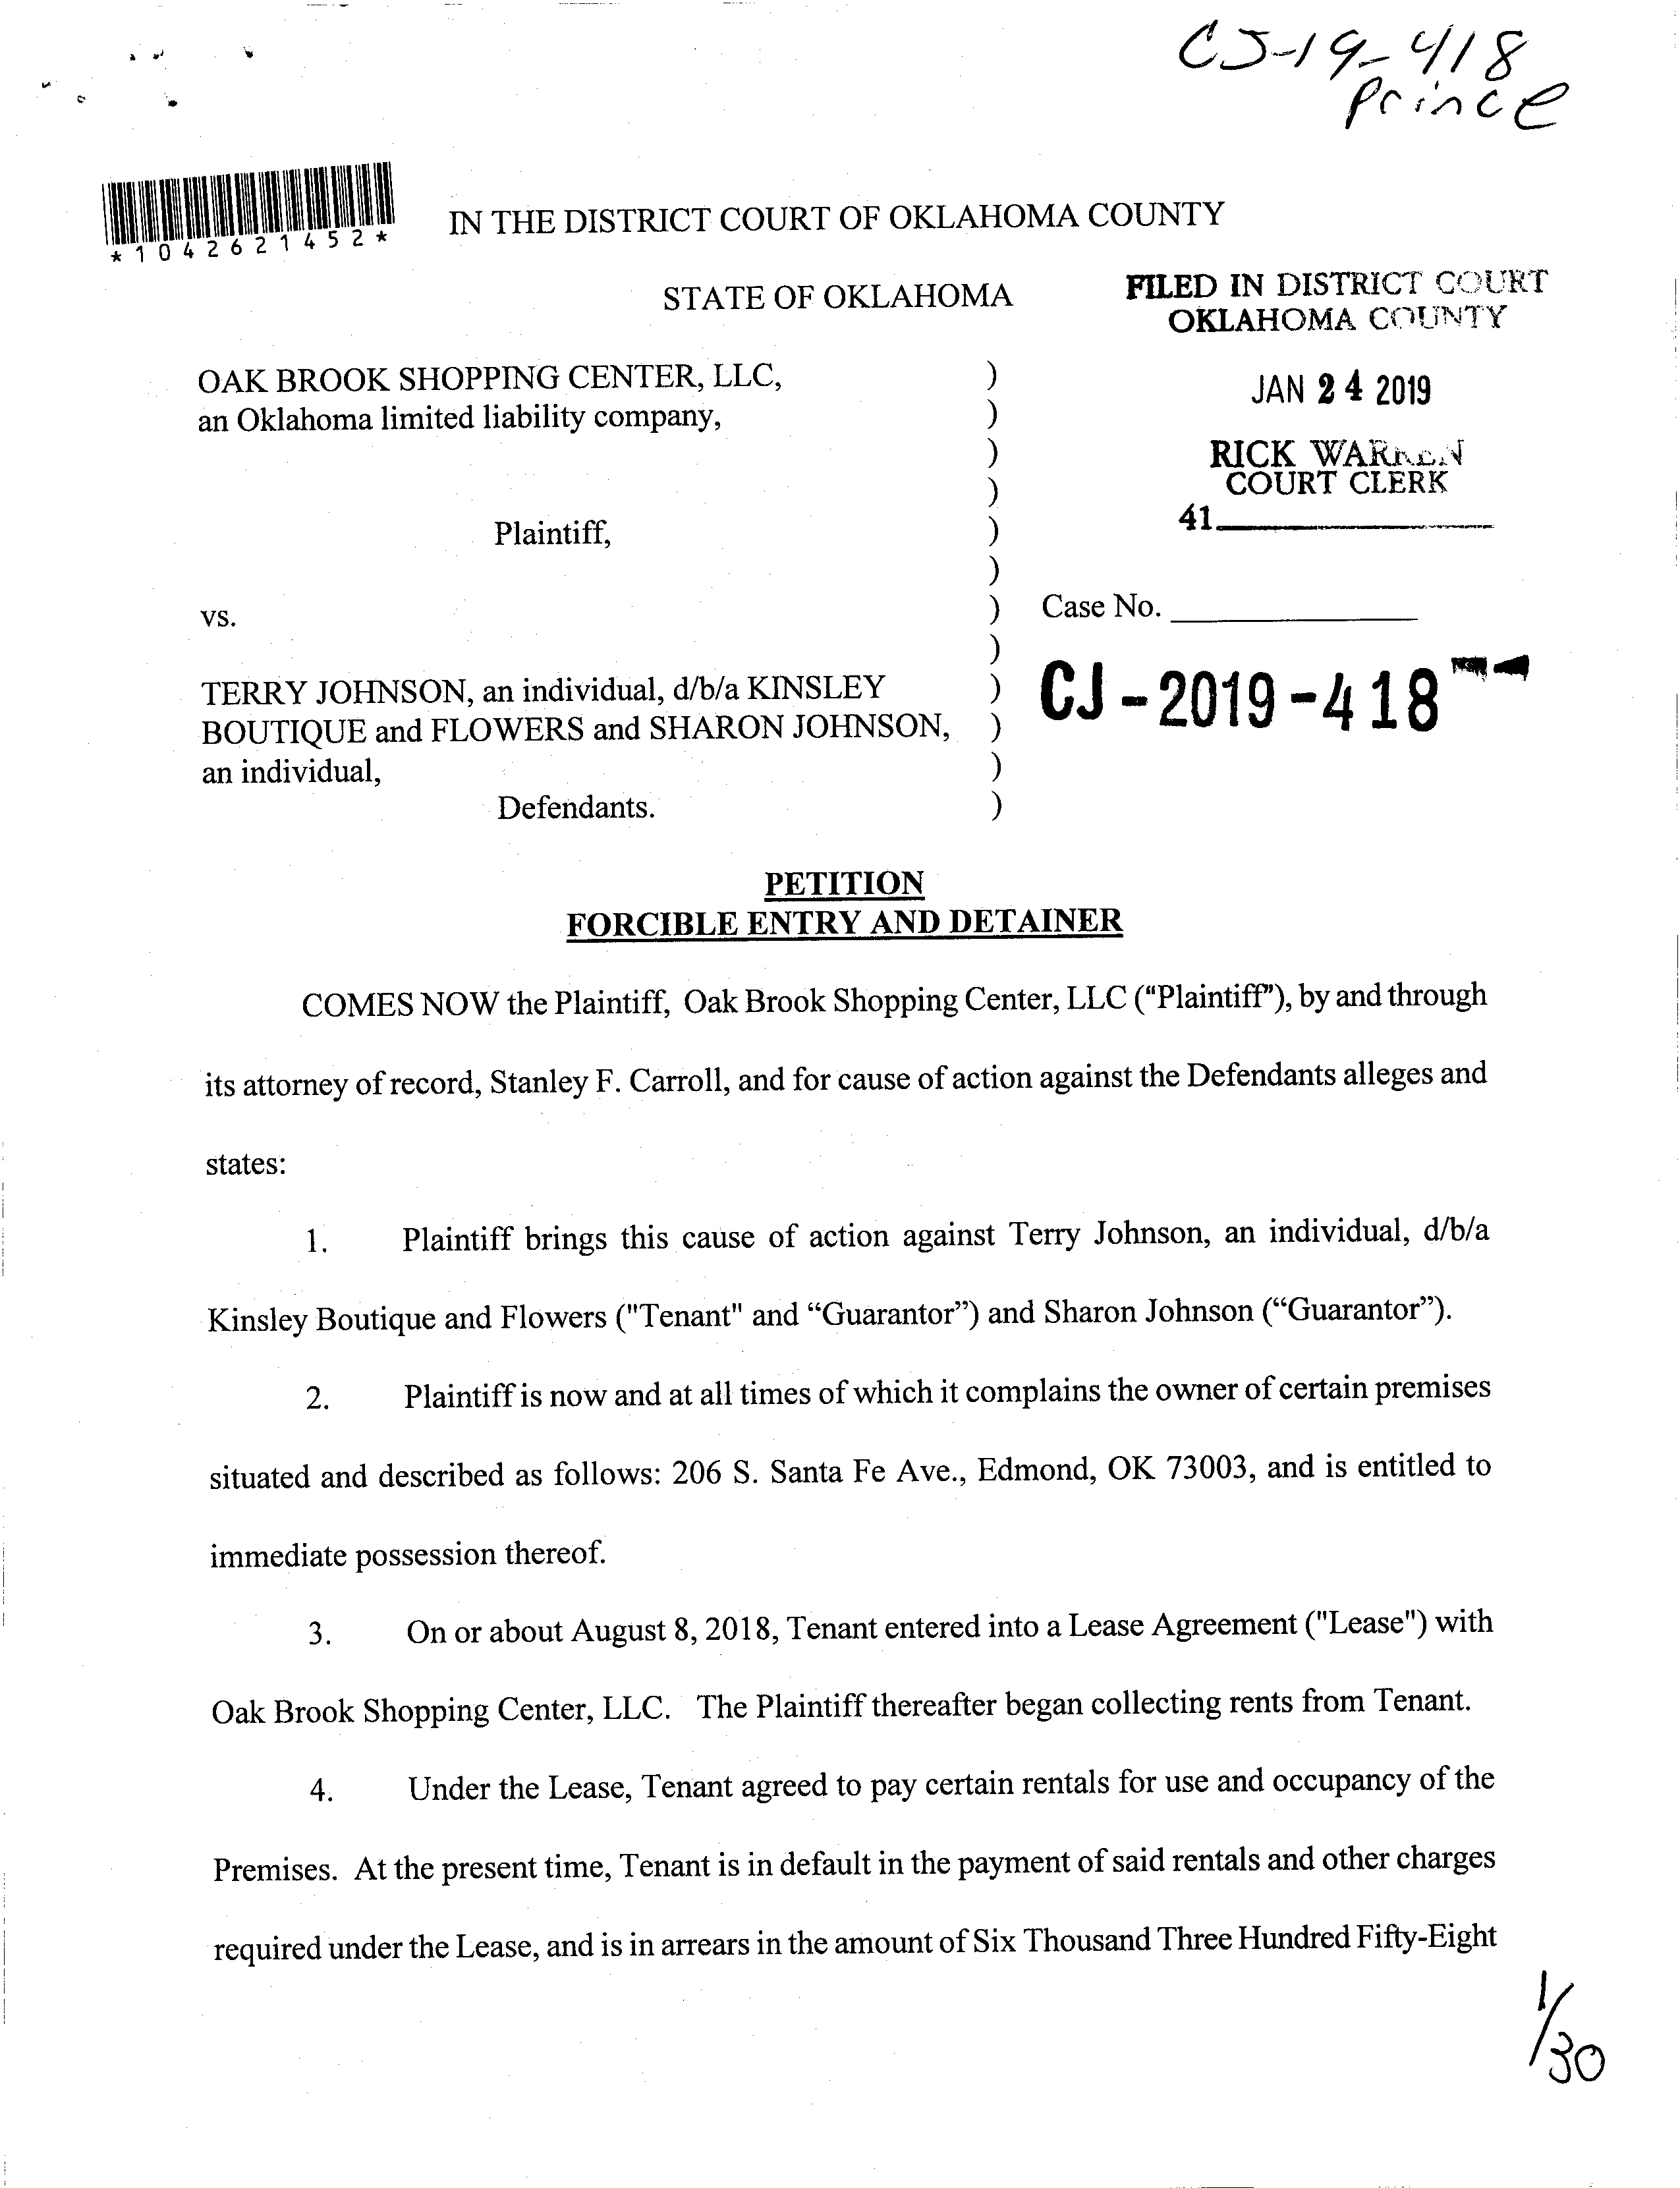 CJ-19-418
Prince
*1042621452*
IN THE DISTRICT COURT OF OKLAHOMA COUNTY
STATE OF OKLAHOMA
FILED IN DISTRICT COURT
OKLAHOMA COUNTY
JAN 24 2019
RICK WARREN
COURT CLERK
41
OAK BROOK SHOPPING CENTER, LLC, )
an Oklahoma limited liability company, )
)
)
Plaintiff, )
)
vs. ) Case No.
)
TERRY JOHNSON, an individual, d/b/a KINSLEY ) CJ-2019-418
BOUTIQUE and FLOWERS and SHARON JOHNSON, )
an individual, )
Defendants. )
PETITION
FORCIBLE ENTRY AND DETAINER
COMES NOW the Plaintiff, Oak Brook Shopping Center, LLC ("Plaintiff"), by and through
its attorney of record, Stanley F. Carroll, and for cause of action against the Defendants alleges and
states:
1. Plaintiff brings this cause of action against Terry Johnson, an individual, d/b/a
Kinsley Boutique and Flowers ("Tenant" and “Guarantor”) and Sharon Johnson (“Guarantor”).
2. Plaintiff is now and at all times of which it complains the owner of certain premises
situated and described as follows: 206 S. Santa Fe Ave., Edmond, OK 73003, and is entitled to
immediate possession thereof.
3. On or about August 8, 2018, Tenant entered into a Lease Agreement ("Lease") with
Oak Brook Shopping Center, LLC. The Plaintiff thereafter began collecting rents from Tenant.
4. Under the Lease, Tenant agreed to pay certain rentals for use and occupancy of the
Premises. At the present time, Tenant is in default in the payment of said rentals and other charges
required under the Lease, and is in arrears in the amount of Six Thousand Three Hundred Fifty-Eight
1/30